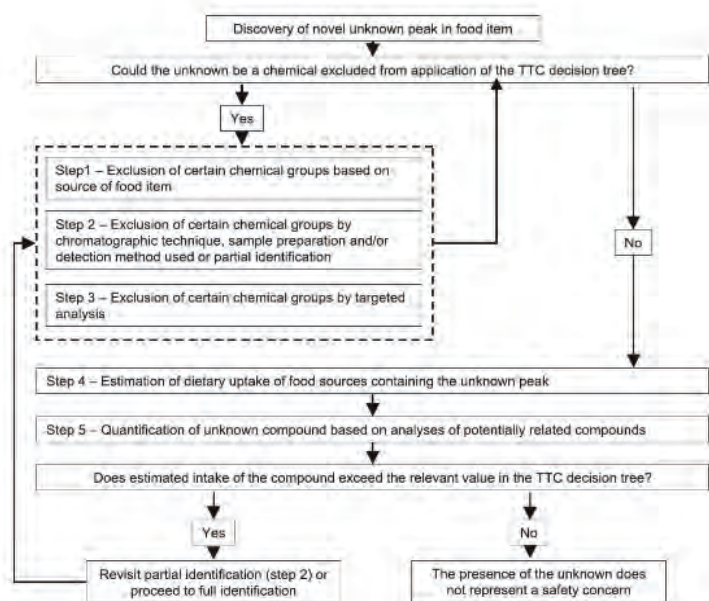 Discovery of novel unknown peak in food item
Could the unknown be a chemical excluded from application of the TTC decision tree?
Yes
Step1 – Exclusion of certain chemical groups based on
source of food item
Step 2 – Exclusion of certain chemical groups by
chromatographic technique, sample preparation and/or
detection method used or partial identification
No
Step 3 – Exclusion of certain chemical groups by targeted
analysis
Step 4 – Estimation of dietary uptake of food sources containing the unknown peak
Step 5 – Quantification of unknown compound based on analyses of potentially related compounds
Does estimated intake of the compound exceed the relevant value in the TTC decision tree?
Yes
No
Revisit partial identification (step 2) or
proceed to full identification
The presence of the unknown does
not represent a safety concern